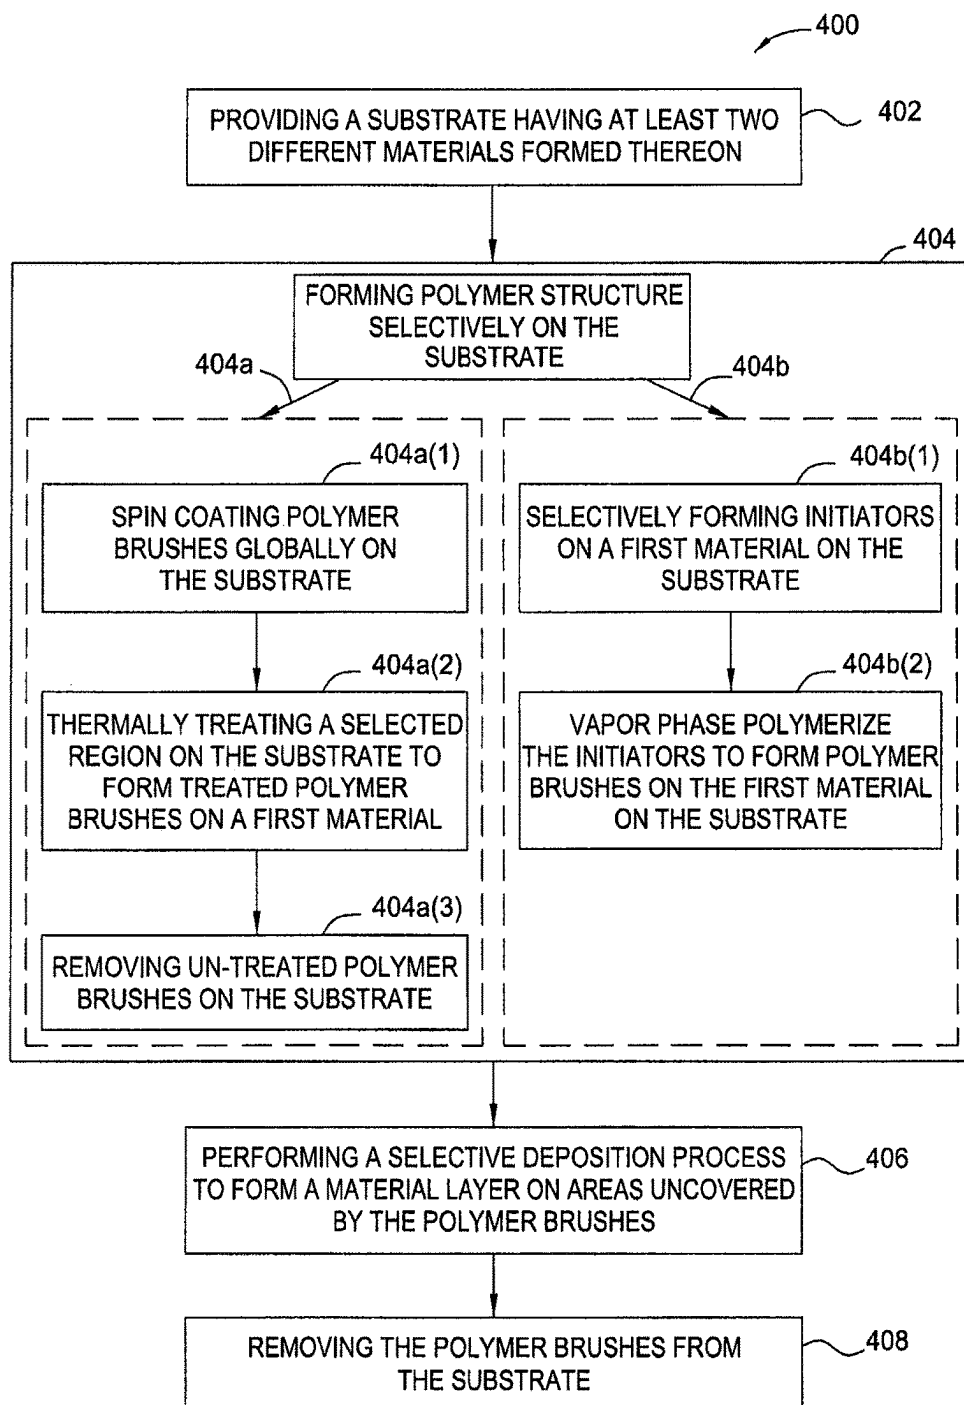 400
PROVIDING A SUBSTRATE HAVING AT LEAST TWO
DIFFERENT MATERIALS FORMED THEREON
402
404
FORMING POLYMER STRUCTURE
SELECTIVELY ON THE
SUBSTRATE
404a
404b
404a(1)
SPIN COATING POLYMER
BRUSHES GLOBALLY ON
THE SUBSTRATE
404a(2)
THERMALLY TREATING A SELECTED
REGION ON THE SUBSTRATE TO
FORM TREATED POLYMER
BRUSHES ON A FIRST MATERIAL
404a(3)
REMOVING UN-TREATED POLYMER
BRUSHES ON THE SUBSTRATE
404b(1)
SELECTIVELY FORMING INITIATORS
ON A FIRST MATERIAL ON THE
SUBSTRATE
404b(2)
VAPOR PHASE POLYMERIZE
THE INITIATORS TO FORM POLYMER
BRUSHES ON THE FIRST MATERIAL
ON THE SUBSTRATE
PERFORMING A SELECTIVE DEPOSITION PROCESS
TO FORM A MATERIAL LAYER ON AREAS UNCOVERED
BY THE POLYMER BRUSHES
406
REMOVING THE POLYMER BRUSHES FROM
THE SUBSTRATE
408